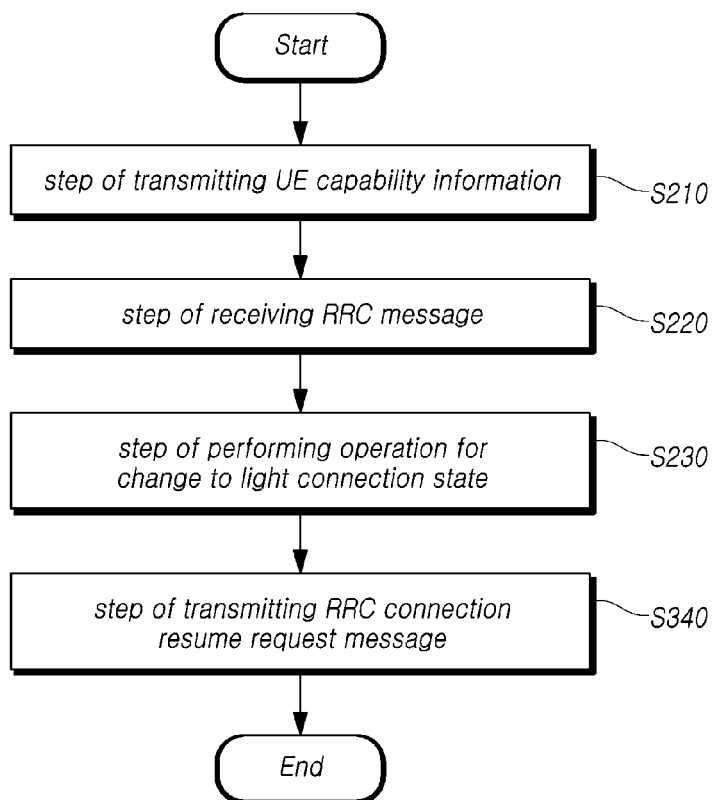 Start
step of transmitting UE capability information
S210
step of receiving RRC message
S220
step of performing operation for
change to light connection state
S230
step of transmitting RRC connection
resume request message
S340
End